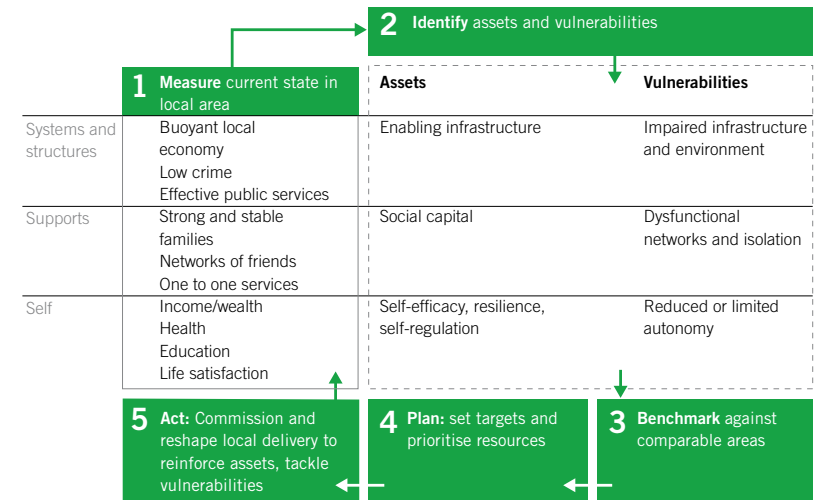 2 Identify assets and vulnerabilities
1 Measure current state in
local area
Assets
Vulnerabilities
Systems and
structures
Buoyant local
economy
Low crime
Effective public services
Enabling infrastructure
Impaired infrastructure
and environment
Supports
Strong and stable
families
Networks of friends
One to one services
Social capital
Dysfunctional
networks and isolation
Self
Income/wealth
Health
Education
Life satisfaction
Self-efficacy, resilience,
self-regulation
Reduced or limited
autonomy
5 Act: Commission and
reshape local delivery to
reinforce assets, tackle
vulnerabilities
4 Plan: set targets and
prioritise resources
3 Benchmark against
comparable areas